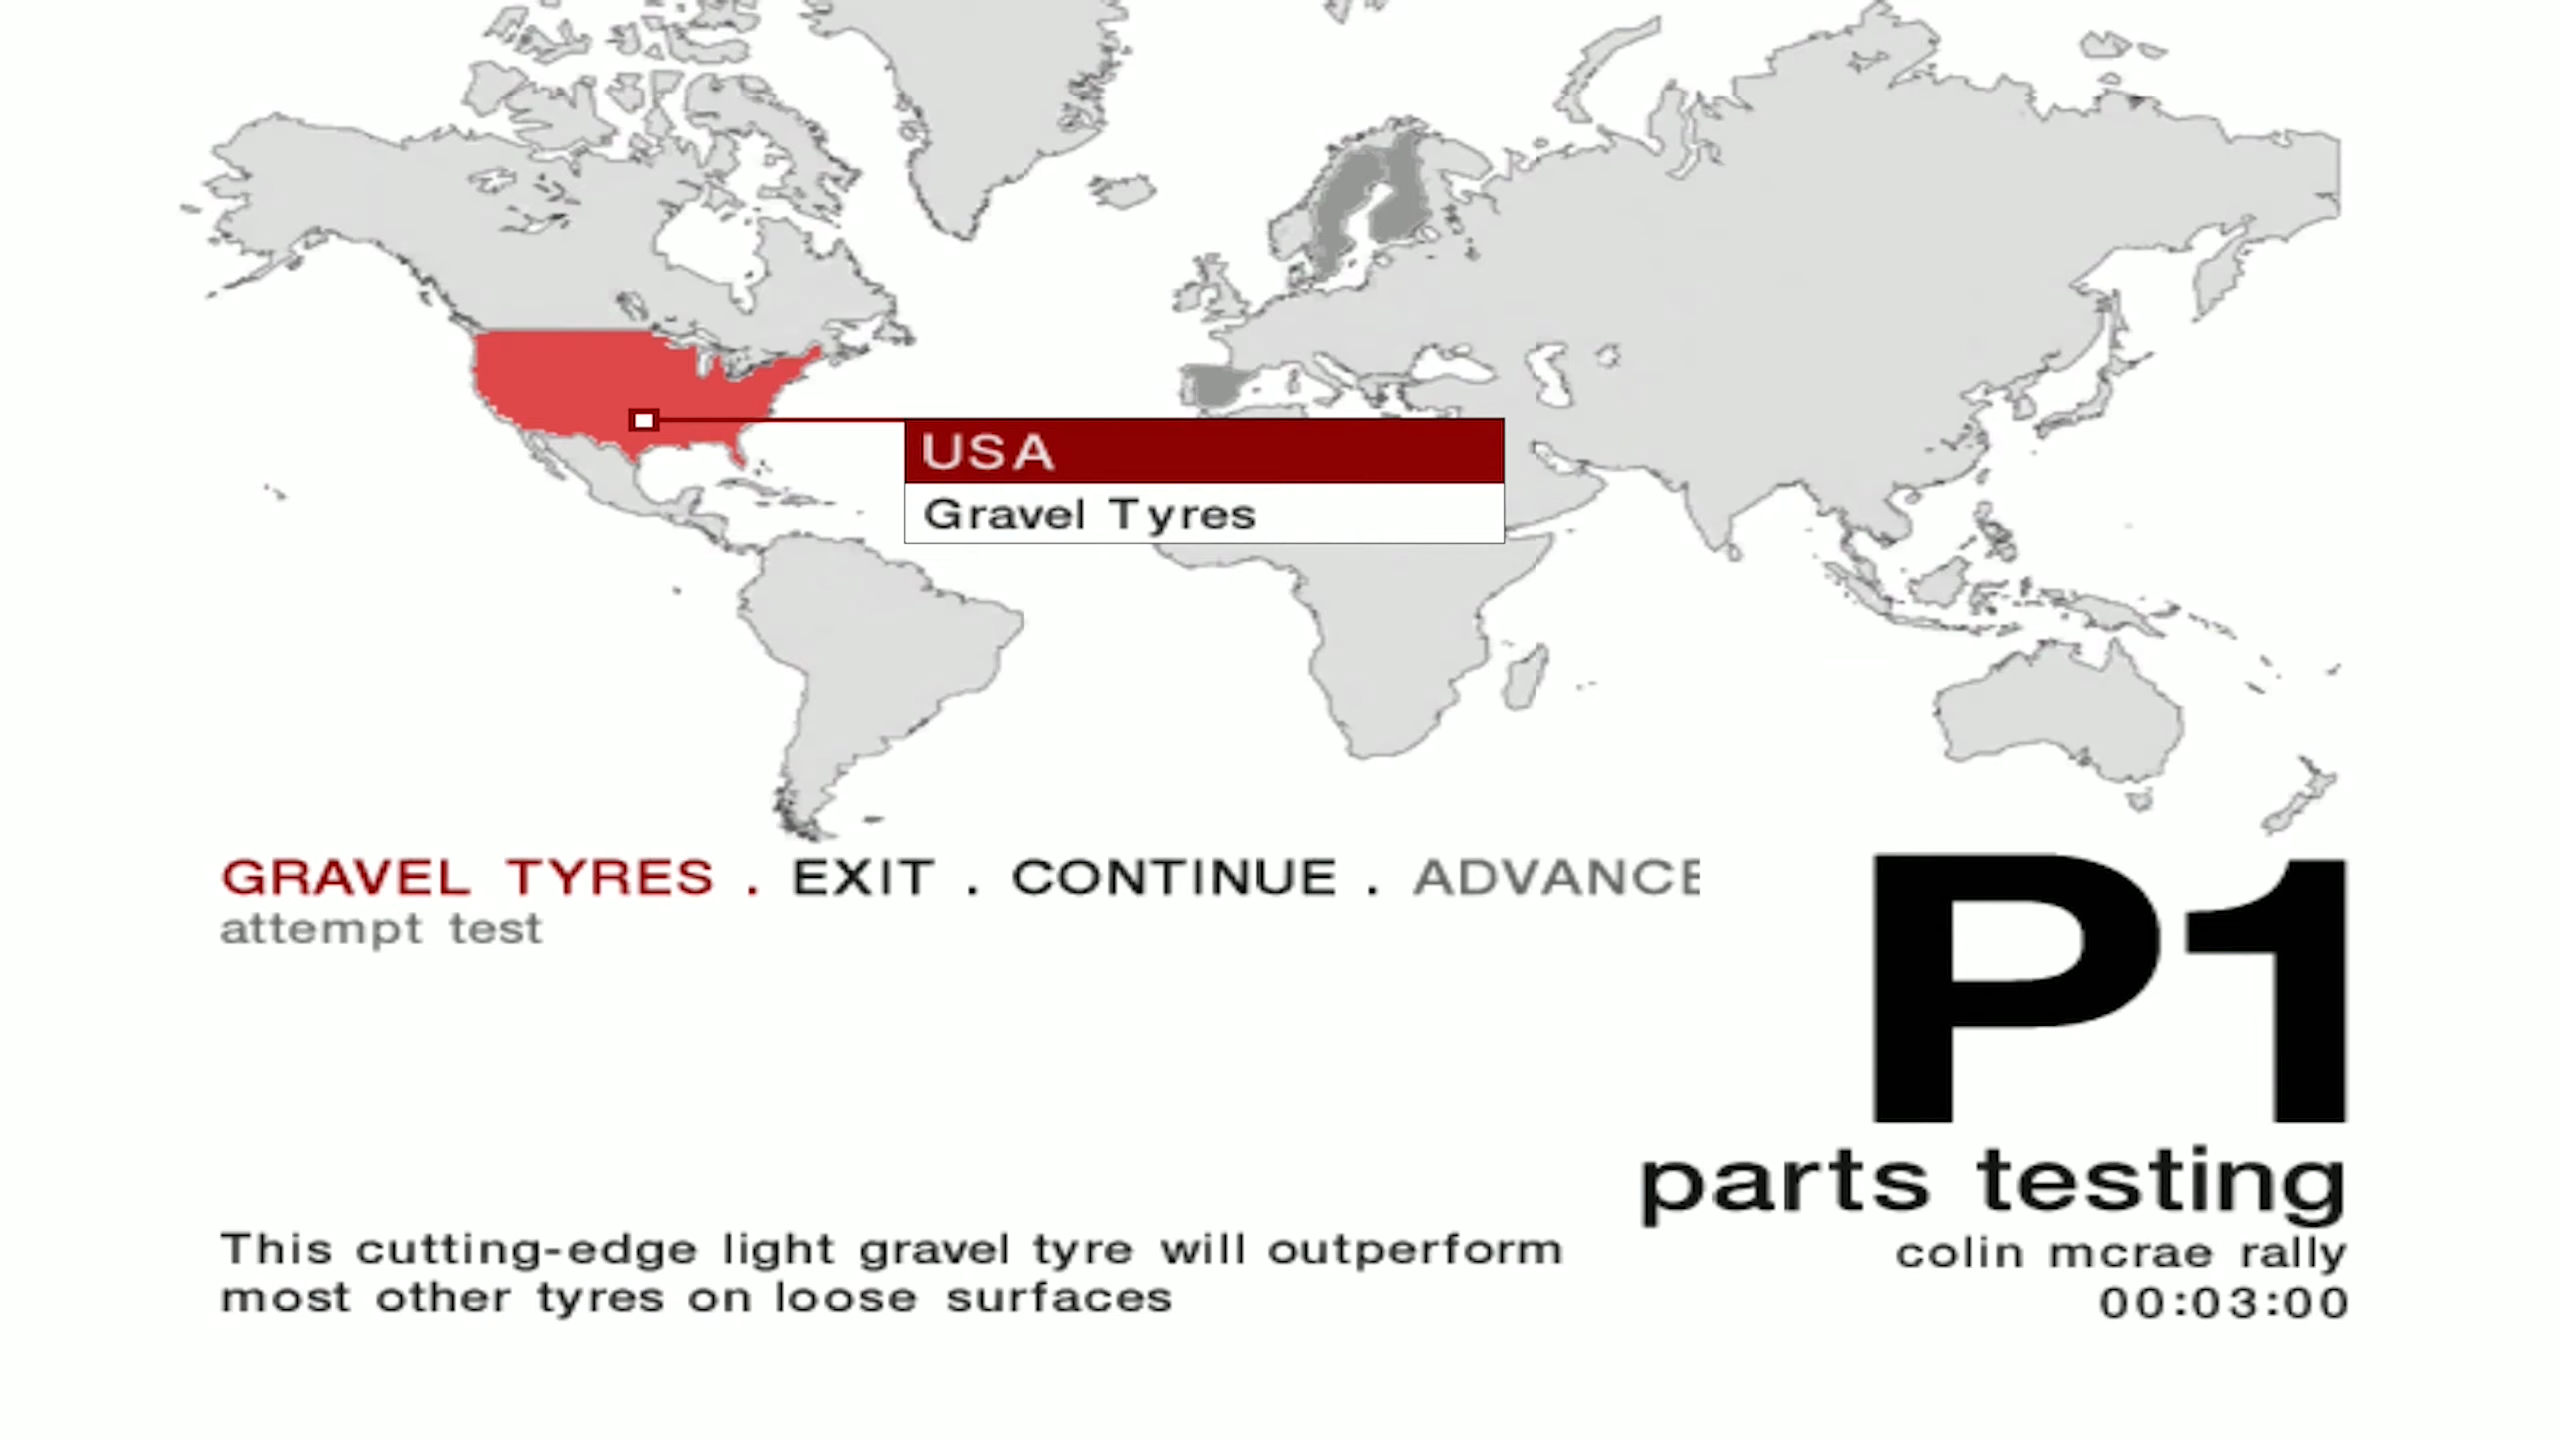 USA
Gravel Tyres
GRAVEL TYRES . EXIT . CONTINUE . ADVANCE
attempt test
P1
parts testing
This cutting-edge light gravel tyre will outperform
most other tyres on loose surfaces
colin mcrae rally
00:03:00